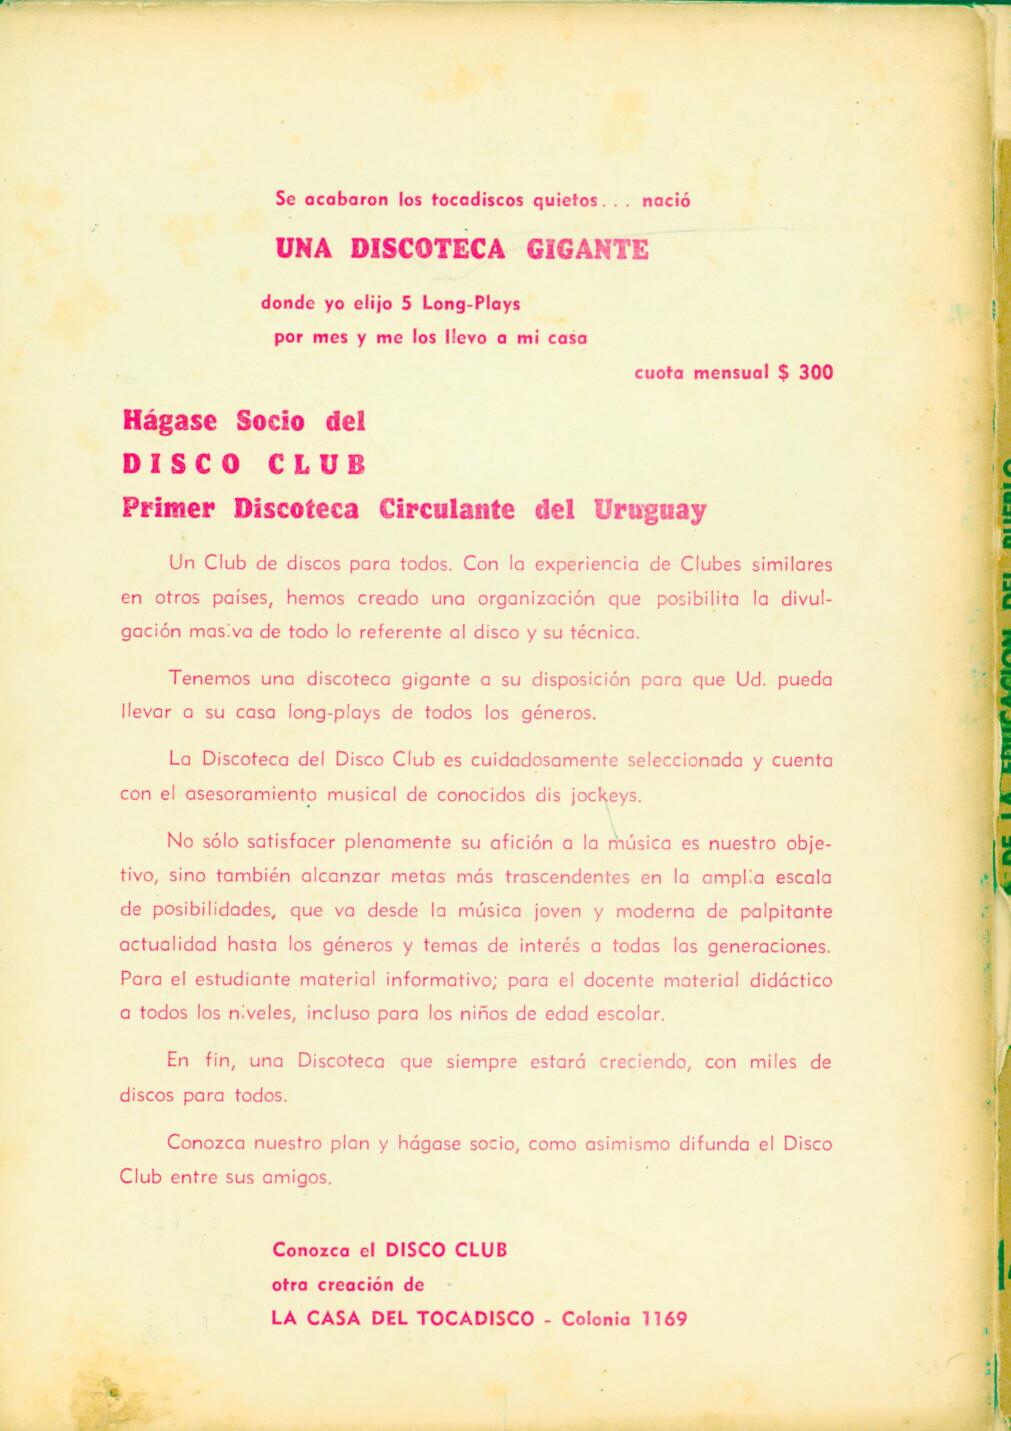 Se acabaron los tocadiscos quietos. . . nació
UNA DISCOTECA GIGANTE
donde yo elijo 5 Long-Plays
por mes y me los llevo a mi casa
cuota mensual $ 300
Hágase Socio del
DISCO CLUB
Primer Discoteca Circulante del Uruguay
Un Club de discos para todos. Con la experiencia de Clubes similares
en otros países, hemos creado una organización que posibilita la divul-
gación masiva de todo lo referente al disco y su técnica.
Tenemos una discoteca gigante a su disposición para que Ud. pueda
llevar a su casa long-plays de todos los géneros.
La Discoteca del Disco Club es cuidadosamente seleccionada y cuenta
con el asesoramiento musical de conocidos dis jockeys.
No sólo satisfacer plenamente su afición a la música es nuestro obje-
tivo, sino también alcanzar metas más trascendentes en la amplia escala
de posibilidades, que va desde la música joven y moderna de palpitante
actualidad hasta los géneros y temas de interés a todas las generaciones.
Para el estudiante material informativo; para el docente material didáctico
a todos los niveles, incluso para los niños de edad escolar.
En fin, una Discoteca que siempre estará creciendo, con miles de
discos para todos.
Conozca nuestro plan y hágase socio, como asimismo difunda el Disco
Club entre sus amigos.
Conozca el DISCO CLUB
otra creación de
LA CASA DEL TOCADISCO - Colonia 1169
DE LA EDUCACION DEL PUEBLO